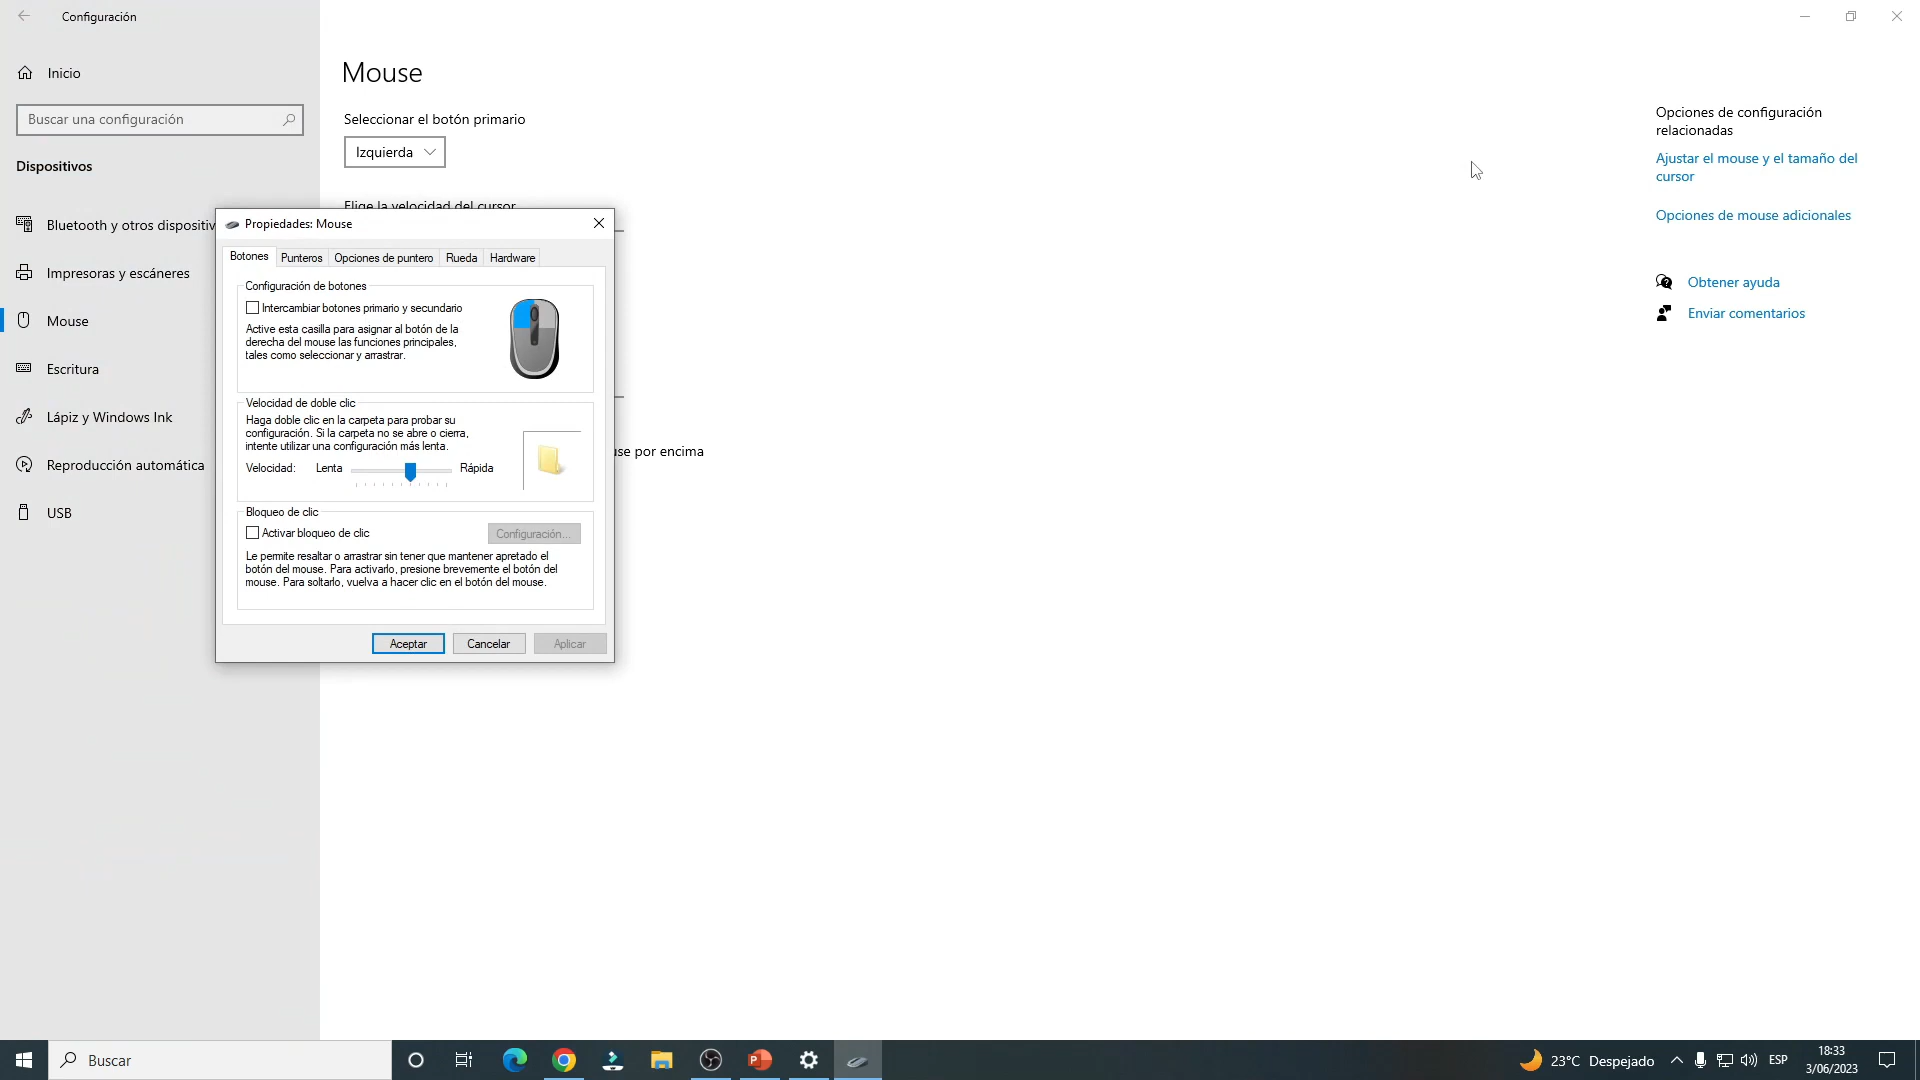 Configuración
Inicio
Buscar una configuración
Dispositivos
Bluetooth y otros dispositiv
Impresoras y escáneres
Mouse
Escritura
Lápiz y Windows Ink
Reproducción automática
USB
Mouse
Seleccionar el botón primario
Izquierda
Elige la velocidad del cursor
Propiedades: Mouse
Botones
Punteros
Opciones de puntero
Rueda
Hardware
Configuración de botones
Intercambiar botones primario y secundario
Active esta casilla para asignar al botón de la
derecha del mouse las funciones principales,
tales como seleccionar y arrastrar.
Velocidad de doble clic
Haga doble clic en la carpeta para probar su
configuración. Si la carpeta no se abre o cierra,
intente utilizar una configuración más lenta.
Velocidad: Lenta Rápida
Bloqueo de clic
Activar bloqueo de clic
Configuración...
Le permite resaltar o arrastrar sin tener que mantener apretado el
botón del mouse. Para activarlo, presione brevemente el botón del
mouse. Para soltarlo, vuelva a hacer clic en el botón del mouse.
Aceptar
Cancelar
Aplicar
use por encima
Opciones de configuración
relacionadas
Ajustar el mouse y el tamaño del
cursor
Opciones de mouse adicionales
Obtener ayuda
Enviar comentarios
Buscar
23°C Despejado
ESP
18:33
3/06/2023